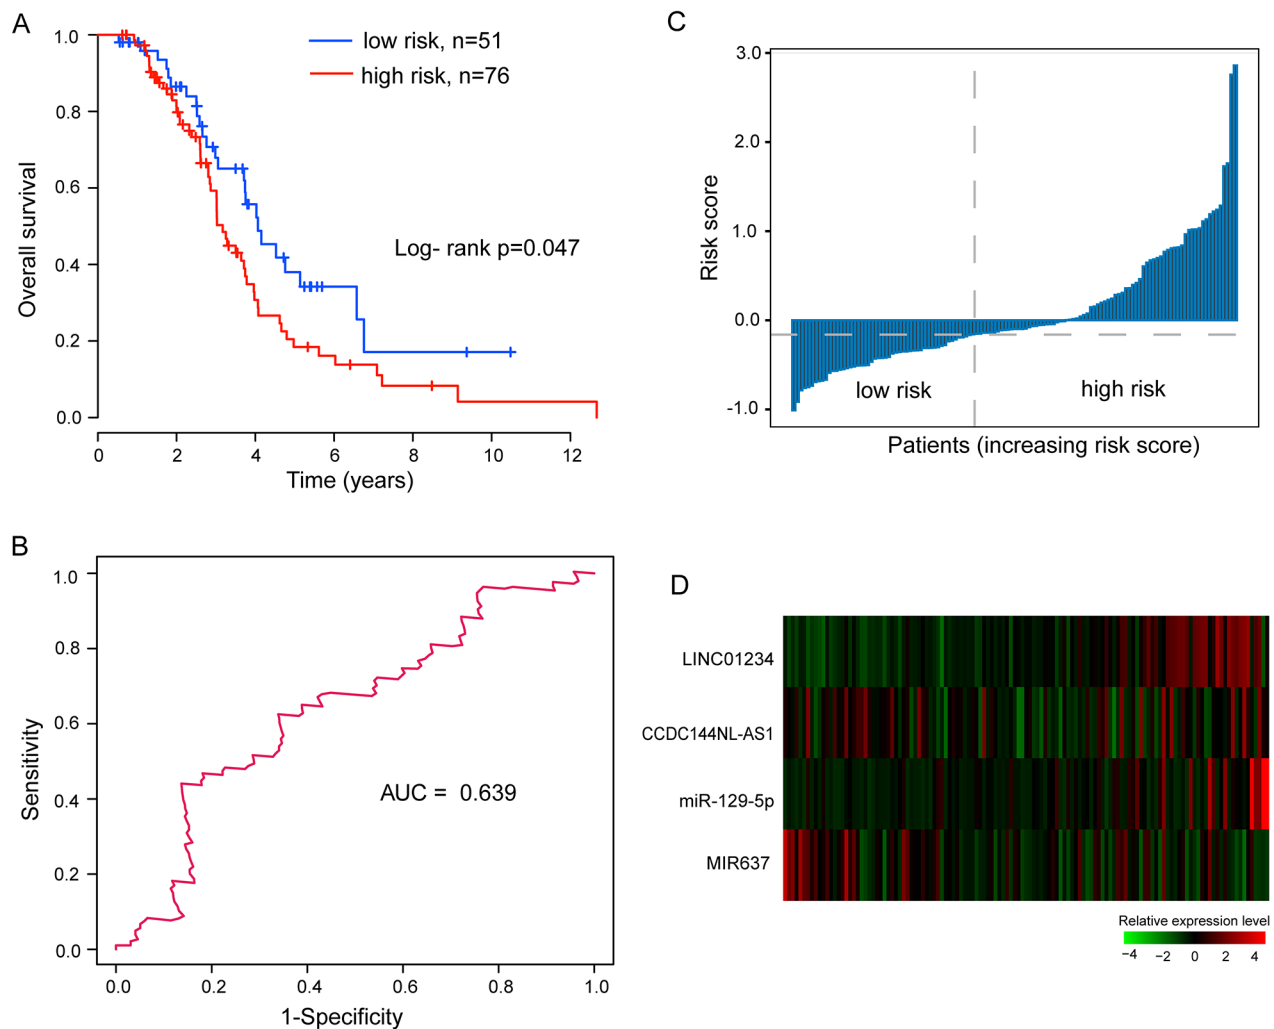 A
low risk, n=51
high risk, n=76
1.0
0.8
0.6
0.4
0.2
0.0
Overall survival
Log- rank p=0.047
0
2
4
6
8
10
12
Time (years)
C
3.0
2.0
1.0
0.0
-1.0
Risk score
low risk
high risk
Patients (increasing risk score)
B
1.0
0.8
0.6
0.4
0.2
0.0
Sensitivity
AUC = 0.639
0.0
0.2
0.4
0.6
0.8
1.0
1-Specificity
D
LINC01234
CCDC144NL-AS1
miR-129-5p
MIR637
Relative expression level
−4
−2
0
2
4